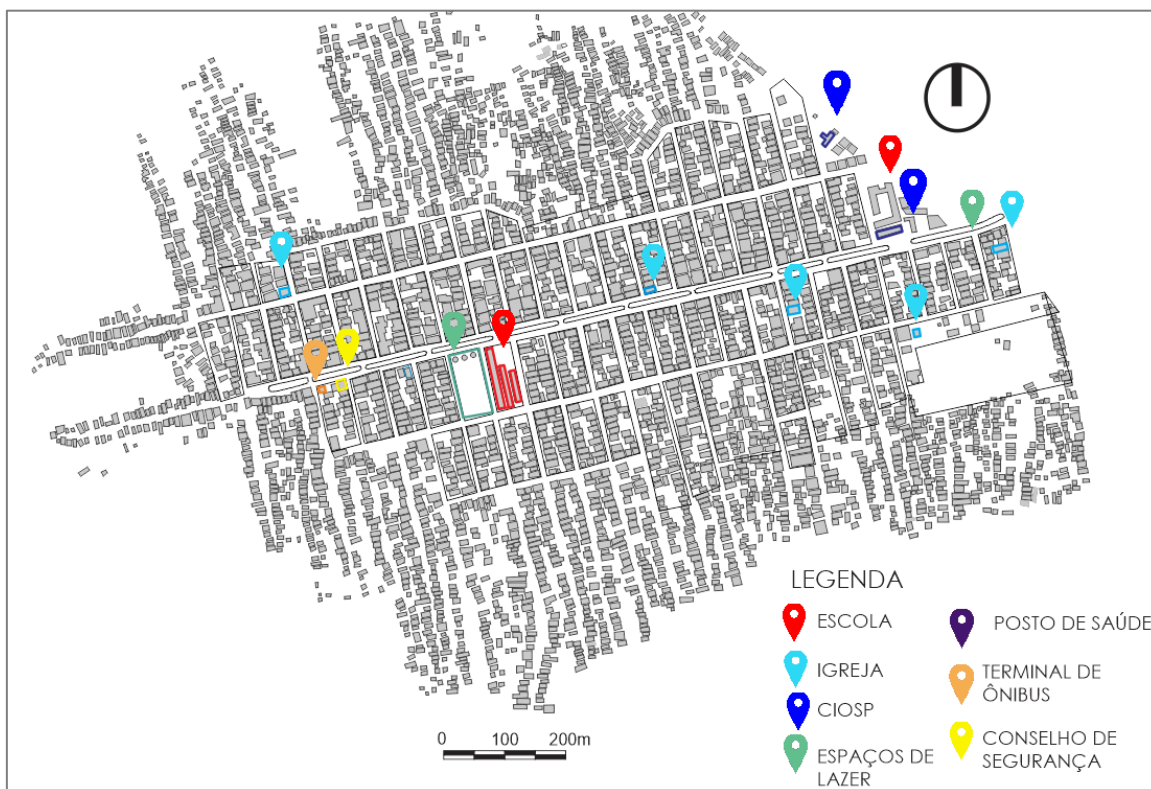 LEGENDA
ESCOLA
IGREJA
CIOSP
ESPAÇOS DE
LAZER
POSTO DE SAÚDE
TERMINAL DE
ÔNIBUS
CONSELHO DE
SEGURANÇA
0 100 200m